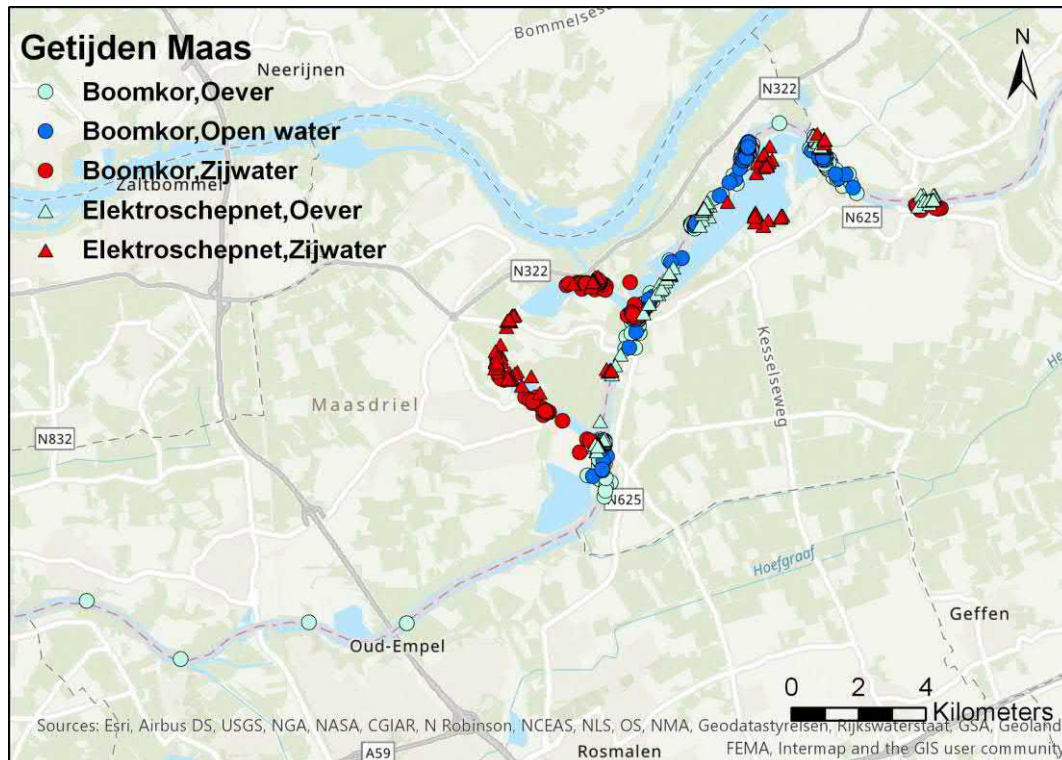 Getijden Maas
Boomkor,Oever
Boomkor,Open water
Boomkor,Zijwater
Elektroschepnet,Oever
Elektroschepnet,Zijwater
Neerijnen
Zaltbommel
N
N322
N625
N322
Kesselseweg
Maasdriel
N832
N625
Hoefgraaf
Geffen
Oud-Empel
0 2 4
Kilometers
Sources: Esri, Airbus DS, USGS, NGA, NASA, CGIAR, N Robinson, NCEAS, NLS, OS, NMA, Geodatastyrelsen, Rijkswaterstaat, GSA, Geoland
FEMA, Intermap and the GIS user community
A59
Rosmalen